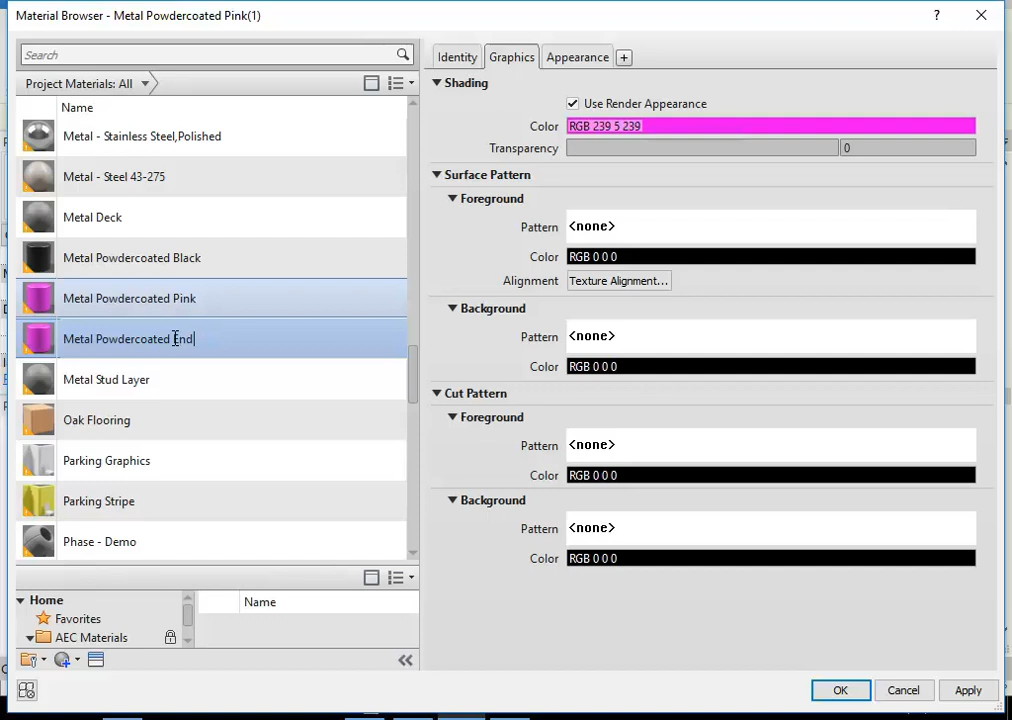 Material Browser - Metal Powdercoated Pink(1)
?
Search
Project Materials: All
Name
Metal - Stainless Steel,Polished
Metal - Steel 43-275
Metal Deck
Metal Powdercoated Black
Metal Powdercoated Pink
Metal Powdercoated End
Metal Stud Layer
Oak Flooring
Parking Graphics
Parking Stripe
Phase - Demo
Home
Favorites
AEC Materials
Name
Identity Graphics Appearance +
Shading
Use Render Appearance
Color RGB 239 5 239
Transparency 0
Surface Pattern
Foreground
Pattern <none>
Color RGB 0 0 0
Alignment Texture Alignment...
Background
Pattern <none>
Color RGB 0 0 0
Cut Pattern
Foreground
Pattern <none>
Color RGB 0 0 0
Background
Pattern <none>
Color RGB 0 0 0
OK Cancel Apply